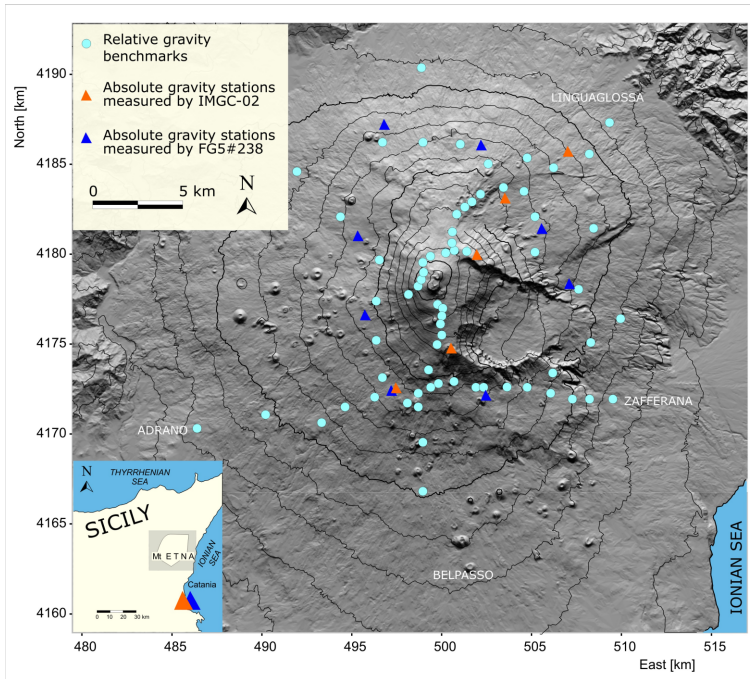 Relative gravity
benchmarks
Absolute gravity stations
measured by IMGC-02
Absolute gravity stations
measured by FG5#238
0 5 km
N
LINGUAGLOSSA
ZAFFERANA
ADRANO
BELPASSO
IONIAN SEA
N
THYRRHENIAN
SEA
SICILY
Mt ETNA
IONIAN
SEA
Catania
0 10 20 30 km
North [km]
4190
4185
4180
4175
4170
4165
4160
480 485 490 495 500 505 510 515
East [km]